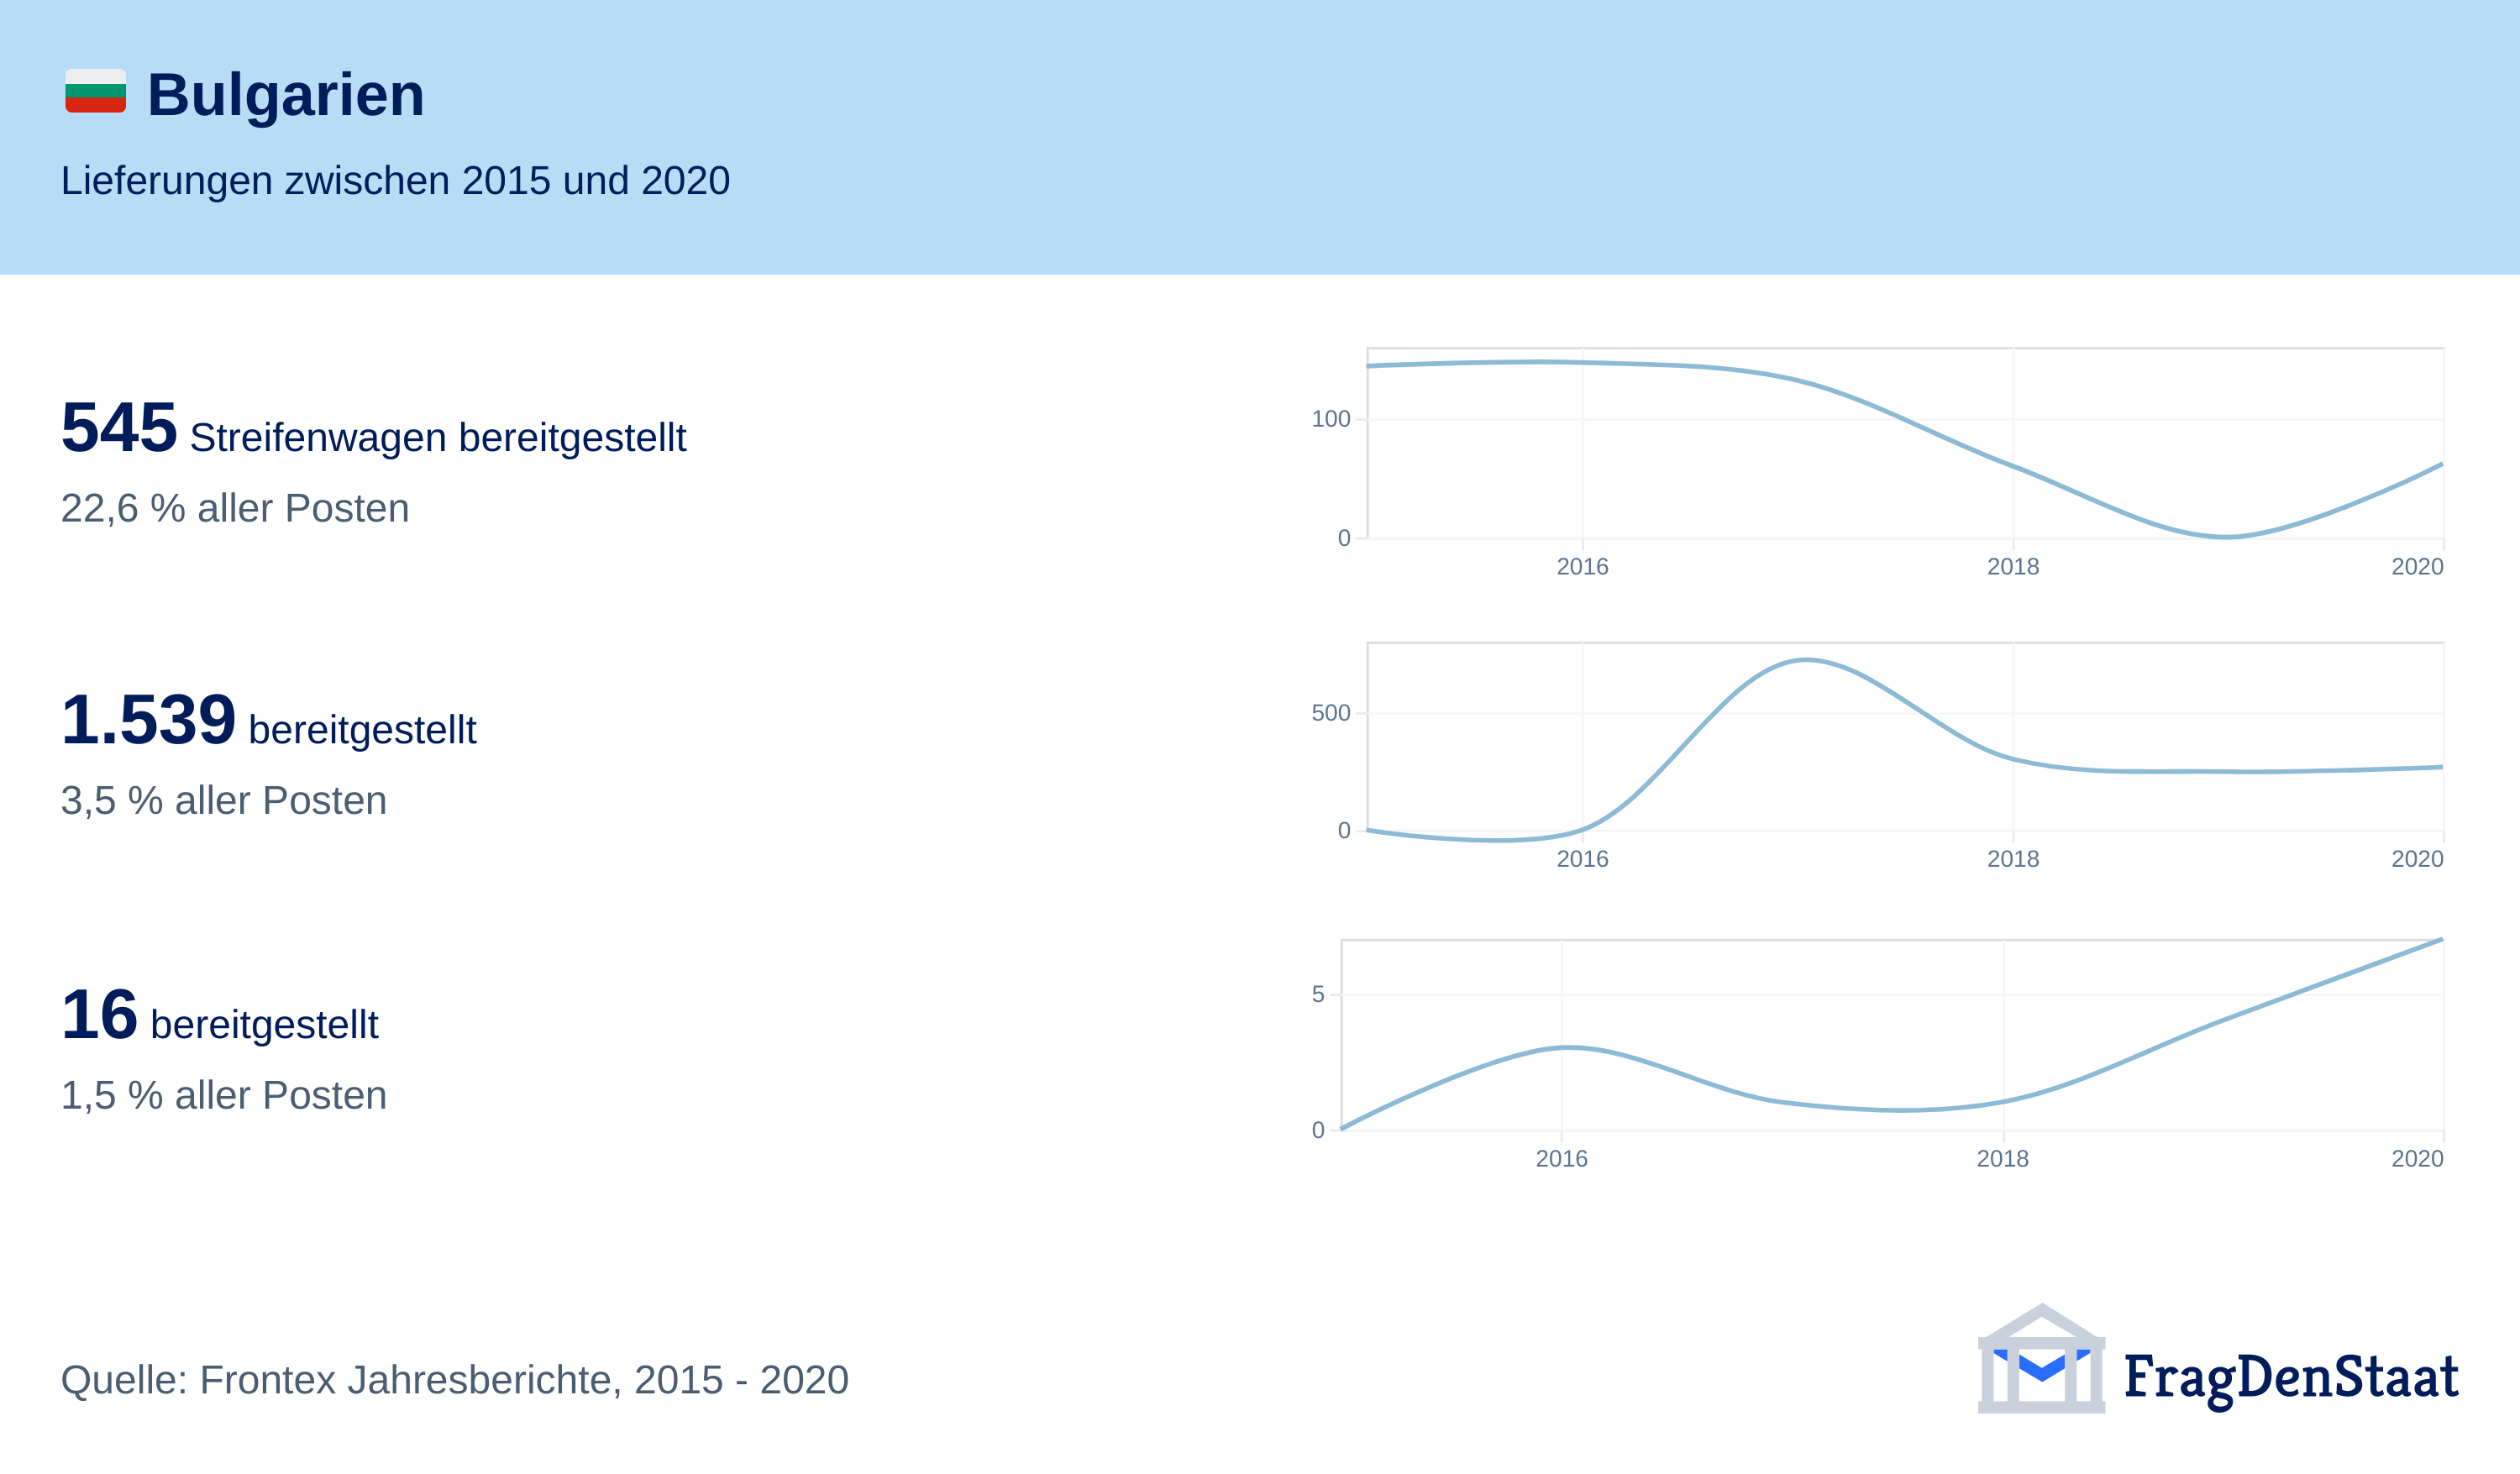 Bulgarien
Lieferungen zwischen 2015 und 2020
545 Streifenwagen bereitgestellt
22,6 % aller Posten
100
0
2016 2018 2020
1.539 bereitgestellt
3,5 % aller Posten
500
0
2016 2018 2020
16 bereitgestellt
1,5 % aller Posten
5
0
2016 2018 2020
Quelle: Frontex Jahresberichte, 2015 - 2020
FragDenStaat